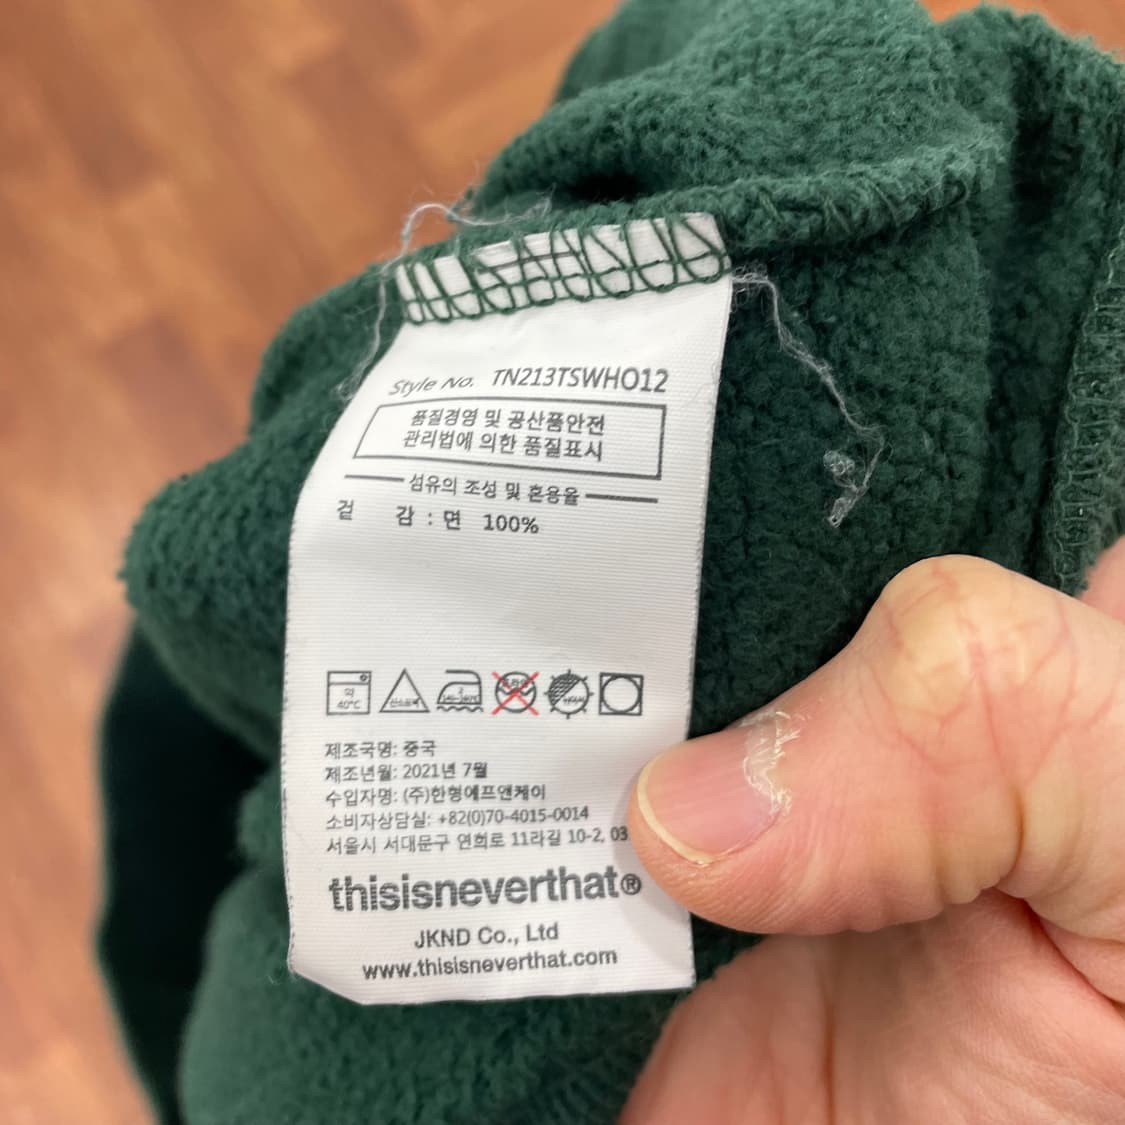 Style No. TN213TSWHO12
품질경영 및 공산품안전
관리법에 의한 품질표시
섬유의 조성 및 혼용율
겉 감 : 면 100%
약
40°C
제조국명: 중국
제조년월: 2021년 7월
수입자명: (주)한형에프앤케이
소비자상담실: +82(0)70-4015-0014
서울시 서대문구 연희로 11라길 10-2, 03
thisisneverthat®
JKND Co., Ltd
www.thisisneverthat.com